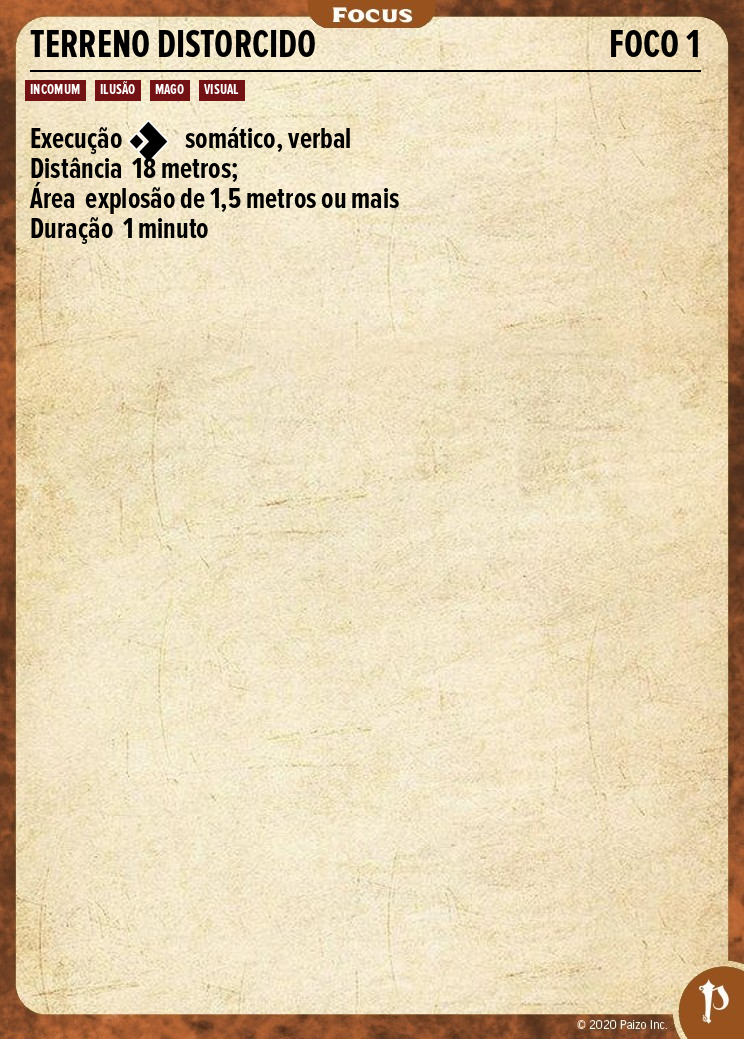 Focus
TERRENO DISTORCIDO FOCO 1
INCOMUM ILUSÃO MAGO VISUAL
Execução somático, verbal
Distância 18 metros;
Área explosão de 1,5 metros ou mais
Duração 1 minuto
© 2020 Paizo Inc.